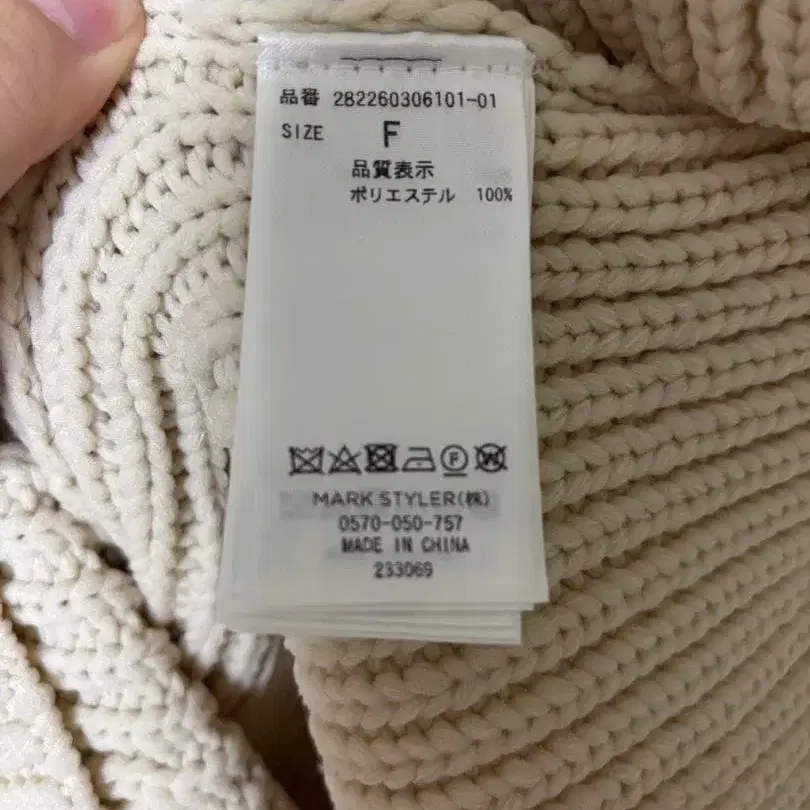 品番 282260306101-01
SIZE F
品質表示
ポリエステル 100%
F W
MARK STYLER(株)
0570-050-757
MADE IN CHINA
233069